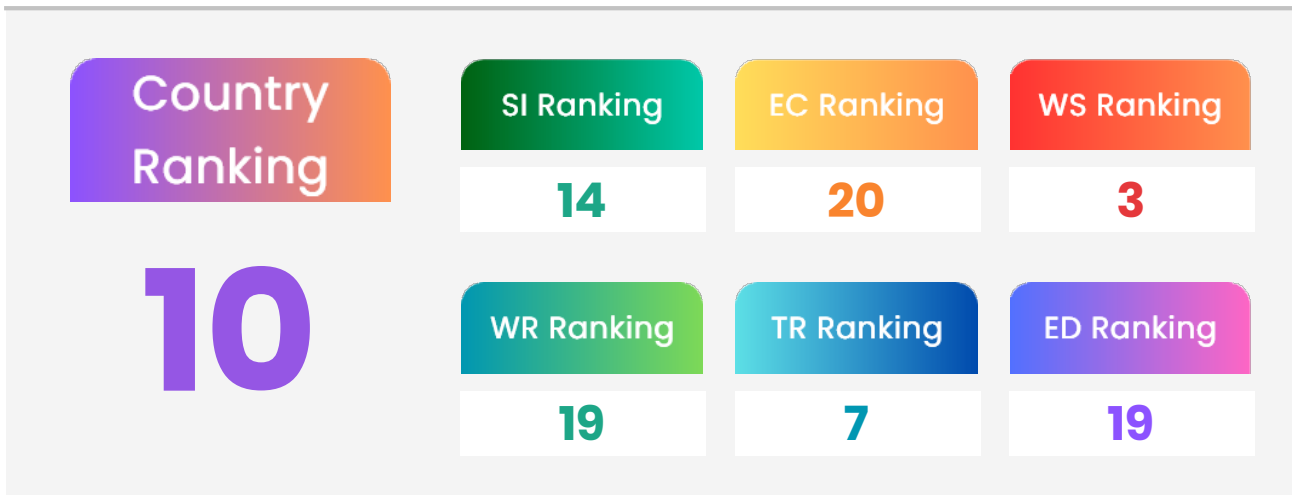 Country
Ranking
10
SI Ranking
14
EC Ranking
20
WS Ranking
3
WR Ranking
19
TR Ranking
7
ED Ranking
19